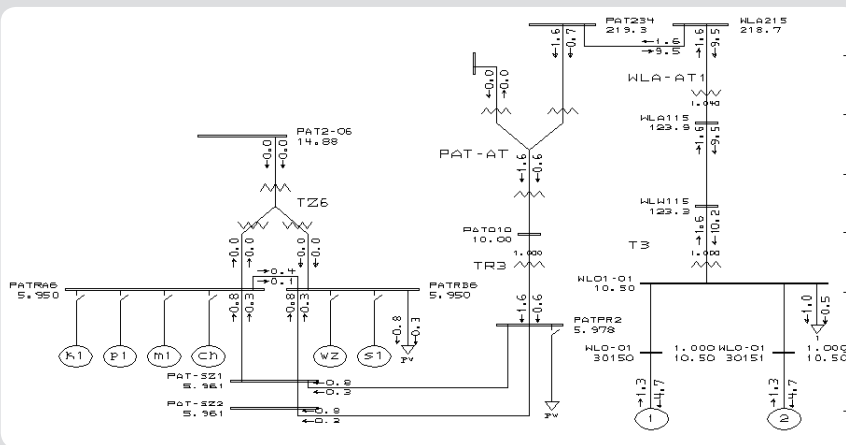 PAT234
219.3
WLA215
218.7
←1.6
→9.5
←1.6
→0.7
←1.6
→9.5
←0.0
→0.0
WLA-AT1
1.040
WLA115
123.9
←1.6
→9.5
PAT2-06
14.88
←0.0
←0.0
PAT-AT
TZ6
→1.6
←0.6
WLW115
123.3
←1.6
→10.2
T3
1.008
PAT010
10.00
1.000
TR3
→0.0
→0.0
←0.0
←0.0
→0.4
→0.1
PATRA6
5.950
PATRB6
5.950
→0.8
→0.3
→0.8
→0.3
←0.8
←0.3
←1.6
←0.6
PATPR2
5.978
WLO1-01
10.50
←1.0
←0.5
1
K1
P1
M1
CH
WZ
S1
PW
PW
WLO-01
30150
1.000
10.50
WLO-01
30151
1.000
10.50
PAT-SZ1
5.961
←0.8
←0.3
PAT-SZ2
5.961
←0.2
→1.3
←4.7
→1.3
←4.7
1
2